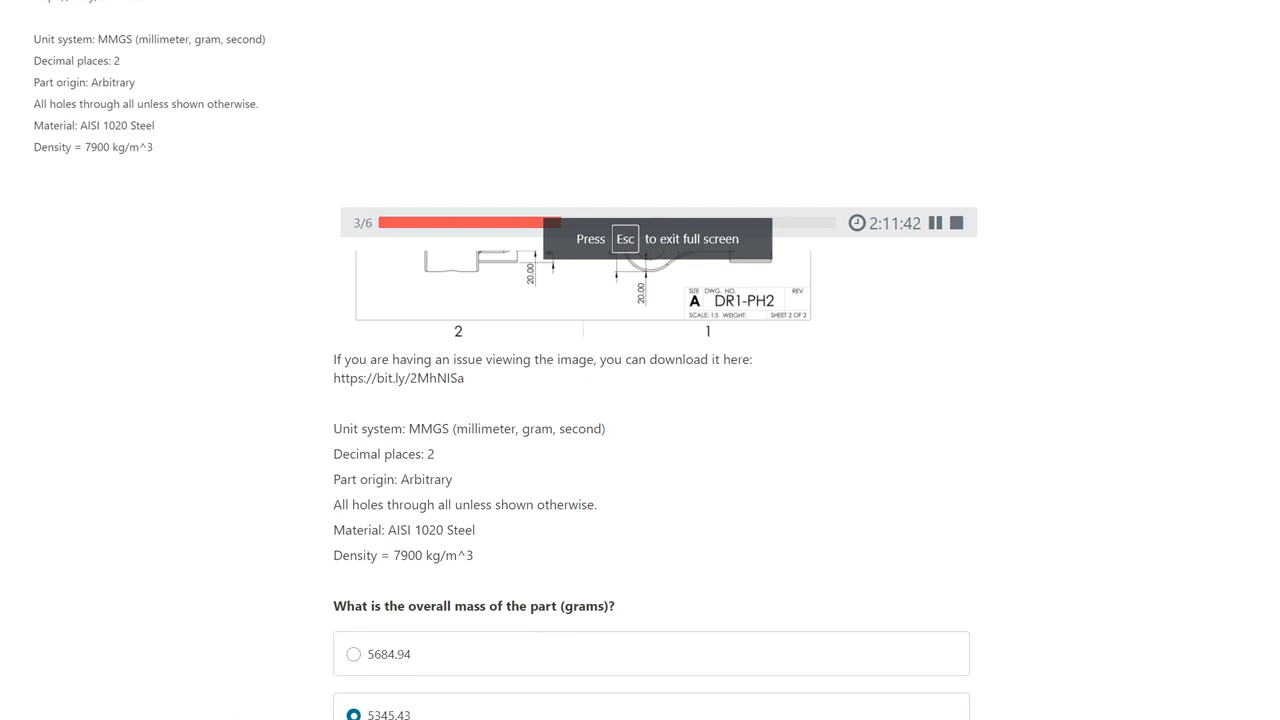 Unit system: MMGS (millimeter, gram, second)
Decimal places: 2
Part origin: Arbitrary
All holes through all unless shown otherwise.
Material: AISI 1020 Steel
Density = 7900 kg/m^3
3/6
2:11:42
Press Esc to exit full screen
20.00
20.00
SIZE DWG. NO. REV
A DR1-PH2
SCALE: 1:5 WEIGHT: SHEET 2 OF 2
2 1
If you are having an issue viewing the image, you can download it here:
https://bit.ly/2MhNISa
Unit system: MMGS (millimeter, gram, second)
Decimal places: 2
Part origin: Arbitrary
All holes through all unless shown otherwise.
Material: AISI 1020 Steel
Density = 7900 kg/m^3
What is the overall mass of the part (grams)?
5684.94
5345.43